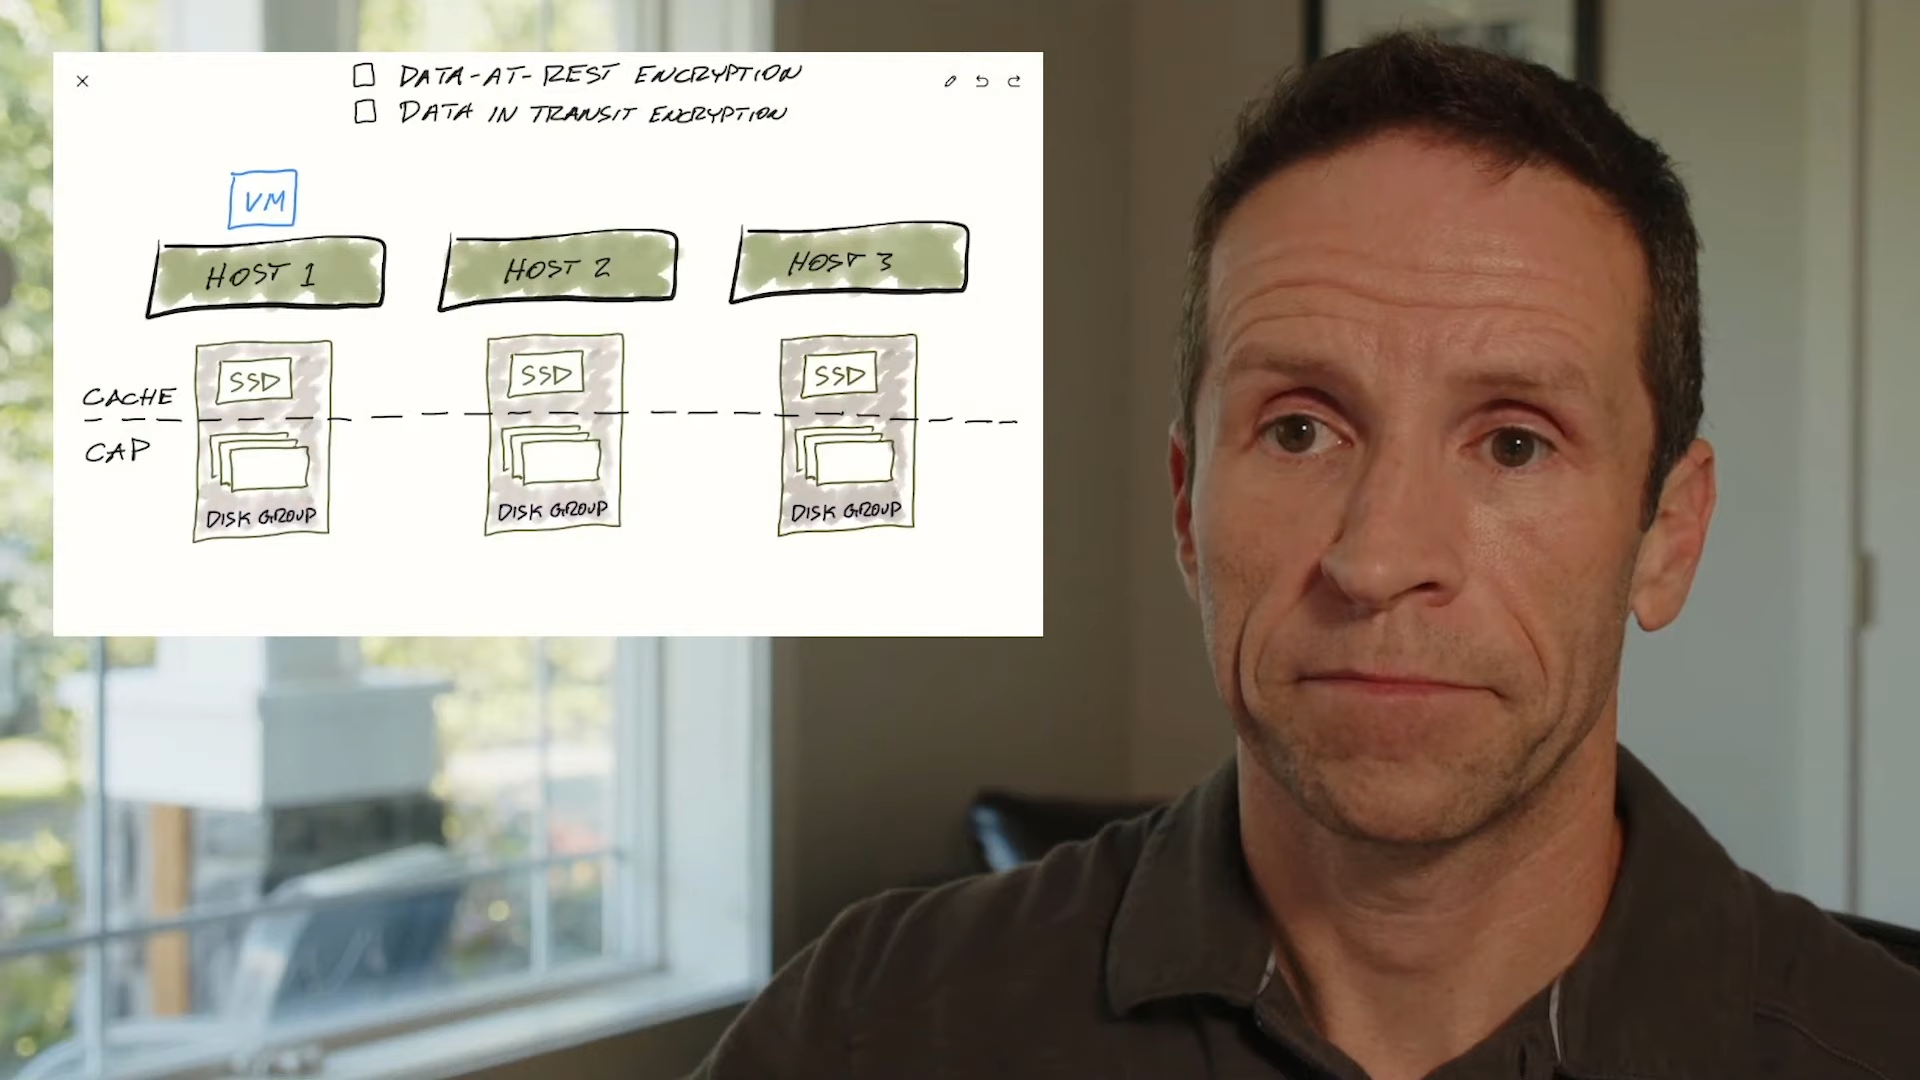 DATA-AT-REST ENCRYPTION
DATA IN TRANSIT ENCRYPTION
VM
HOST 1
HOST 2
HOST 3
SSD
SSD
SSD
CACHE
CAP
DISK GROUP
DISK GROUP
DISK GROUP